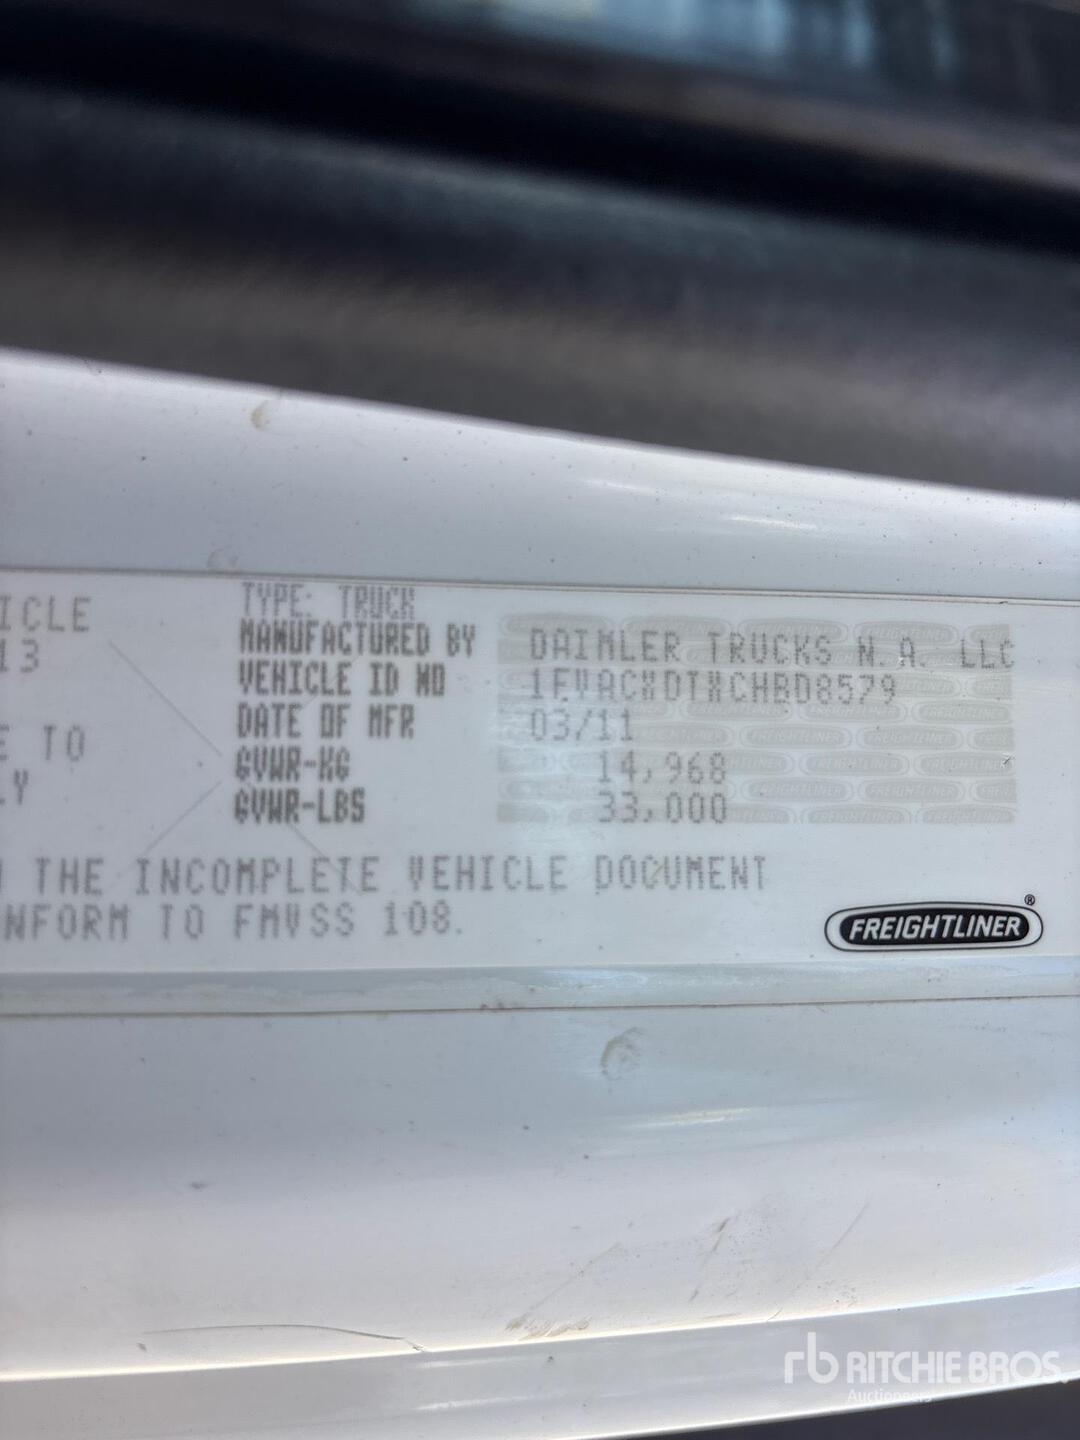 ICLE
13
E TO
LY
TYPE: TRUCK
MANUFACTURED BY DAIMLER TRUCKS N.A. LLC
VEHICLE ID NO 1FVACXDTXCHBD8579
DATE OF MFR 03/11
GVWR-KG 14,968
GVWR-LBS 33,000
THE INCOMPLETE VEHICLE DOCUMENT
NFORM TO FMVSS 108.
FREIGHTLINER®
rb RITCHIE BROS.
Auctioneers